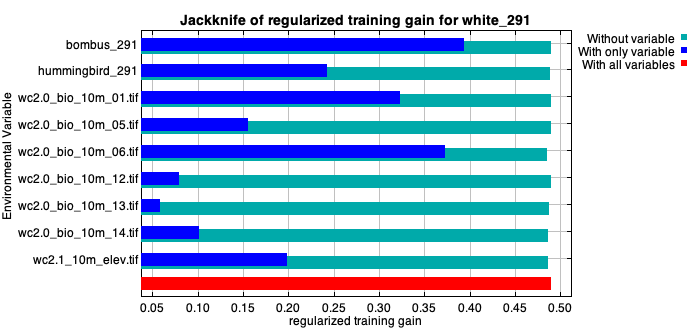 Jackknife of regularized training gain for white_291
Without variable
With only variable
With all variables
Environmental Variable
bombus_291
hummingbird_291
wc2.0_bio_10m_01.tif
wc2.0_bio_10m_05.tif
wc2.0_bio_10m_06.tif
wc2.0_bio_10m_12.tif
wc2.0_bio_10m_13.tif
wc2.0_bio_10m_14.tif
wc2.1_10m_elev.tif
0.05 0.10 0.15 0.20 0.25 0.30 0.35 0.40 0.45 0.50
regularized training gain